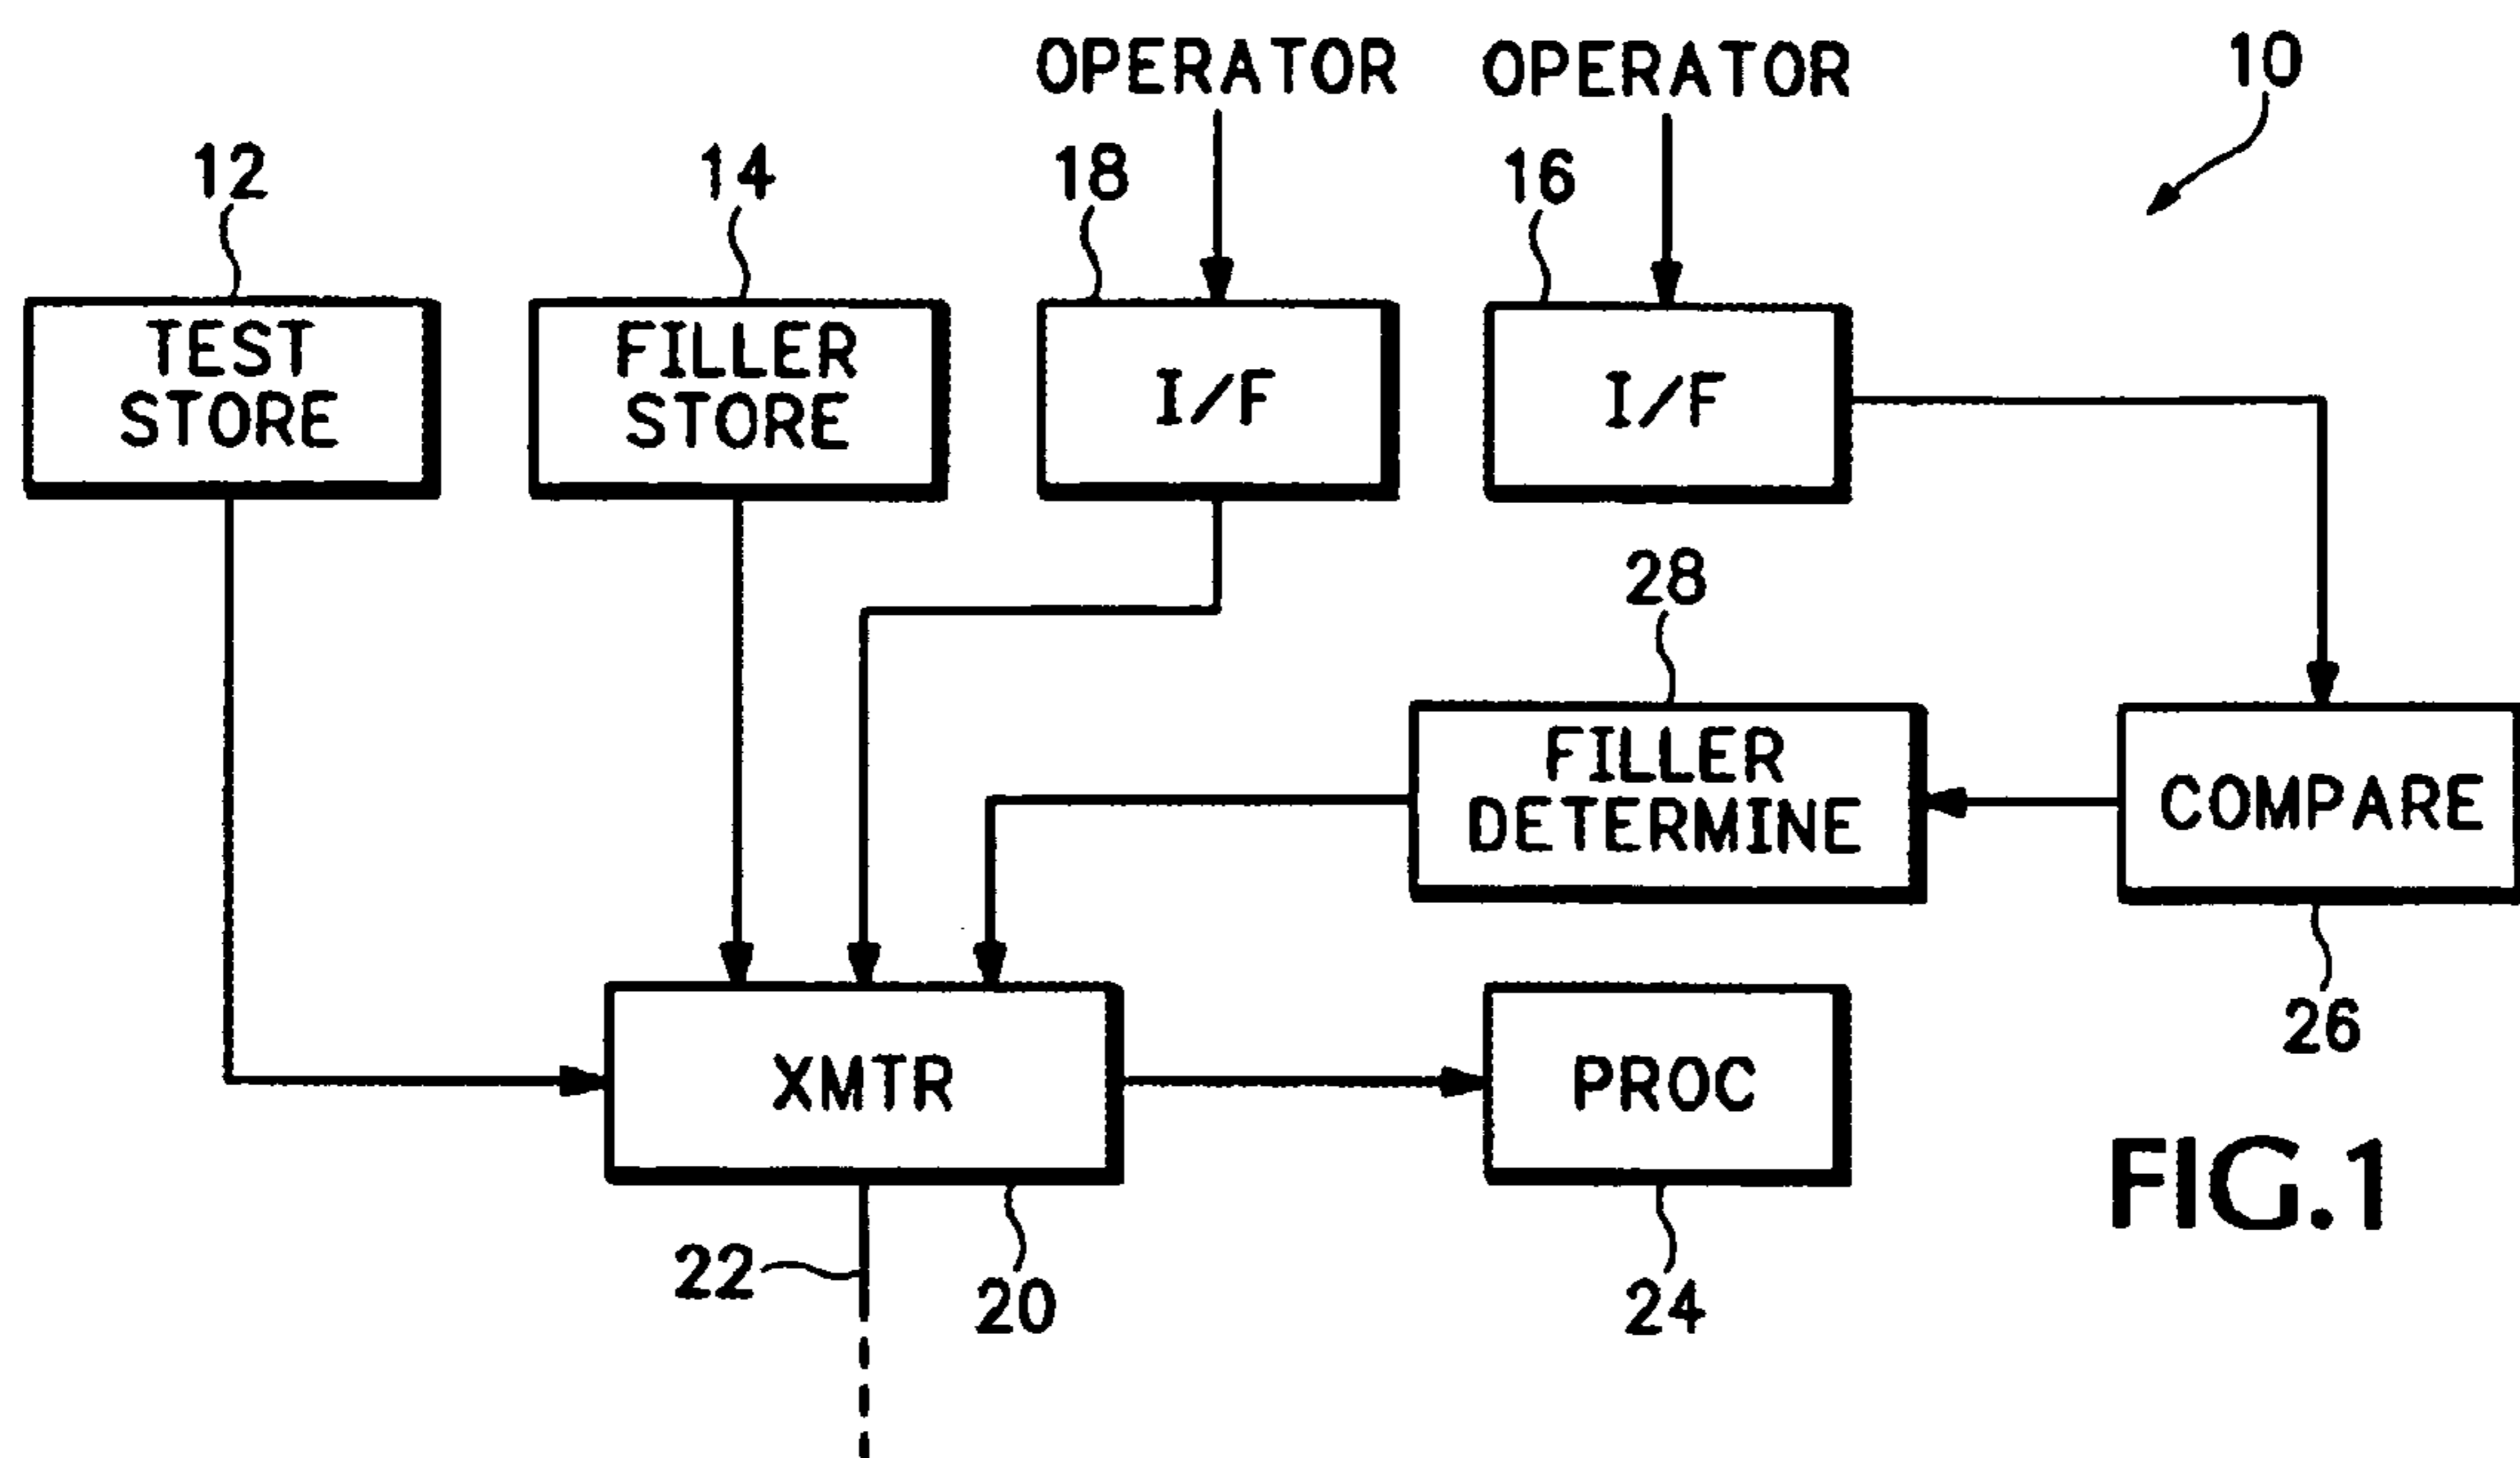 OPERATOR OPERATOR 10
12 14 18 16
TEST
STORE
FILLER
STORE
I/F
I/F
28
FILLER
DETERMINE
COMPARE
26
XMTR
PROC
FIG.1
22 20 24